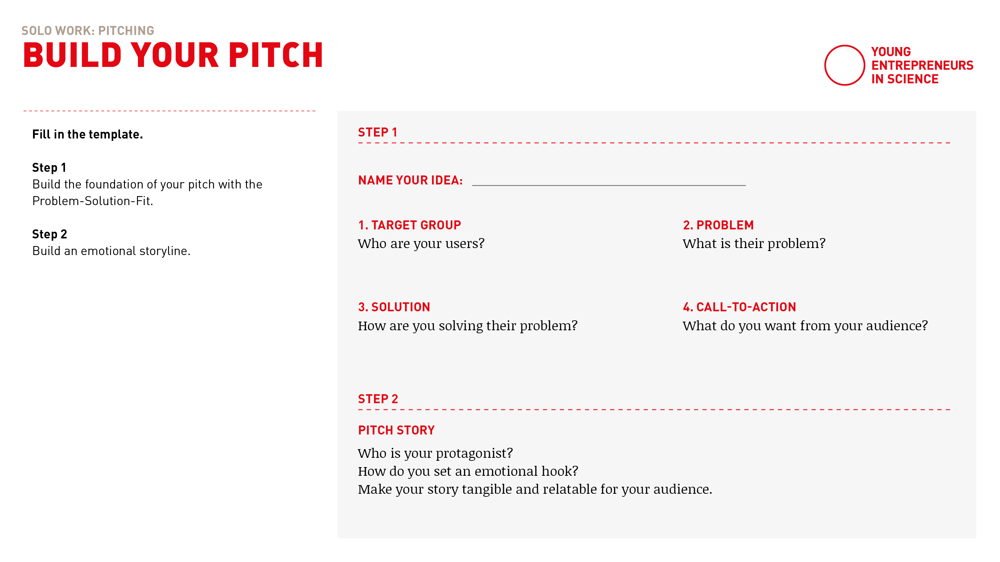 SOLO WORK: PITCHING
BUILD YOUR PITCH
YOUNG
ENTREPRENEURS
IN SCIENCE
Fill in the template.
Step 1
Build the foundation of your pitch with the
Problem-Solution-Fit.
Step 2
Build an emotional storyline.
STEP 1
NAME YOUR IDEA:
1. TARGET GROUP
Who are your users?
2. PROBLEM
What is their problem?
3. SOLUTION
How are you solving their problem?
4. CALL-TO-ACTION
What do you want from your audience?
STEP 2
PITCH STORY
Who is your protagonist?
How do you set an emotional hook?
Make your story tangible and relatable for your audience.